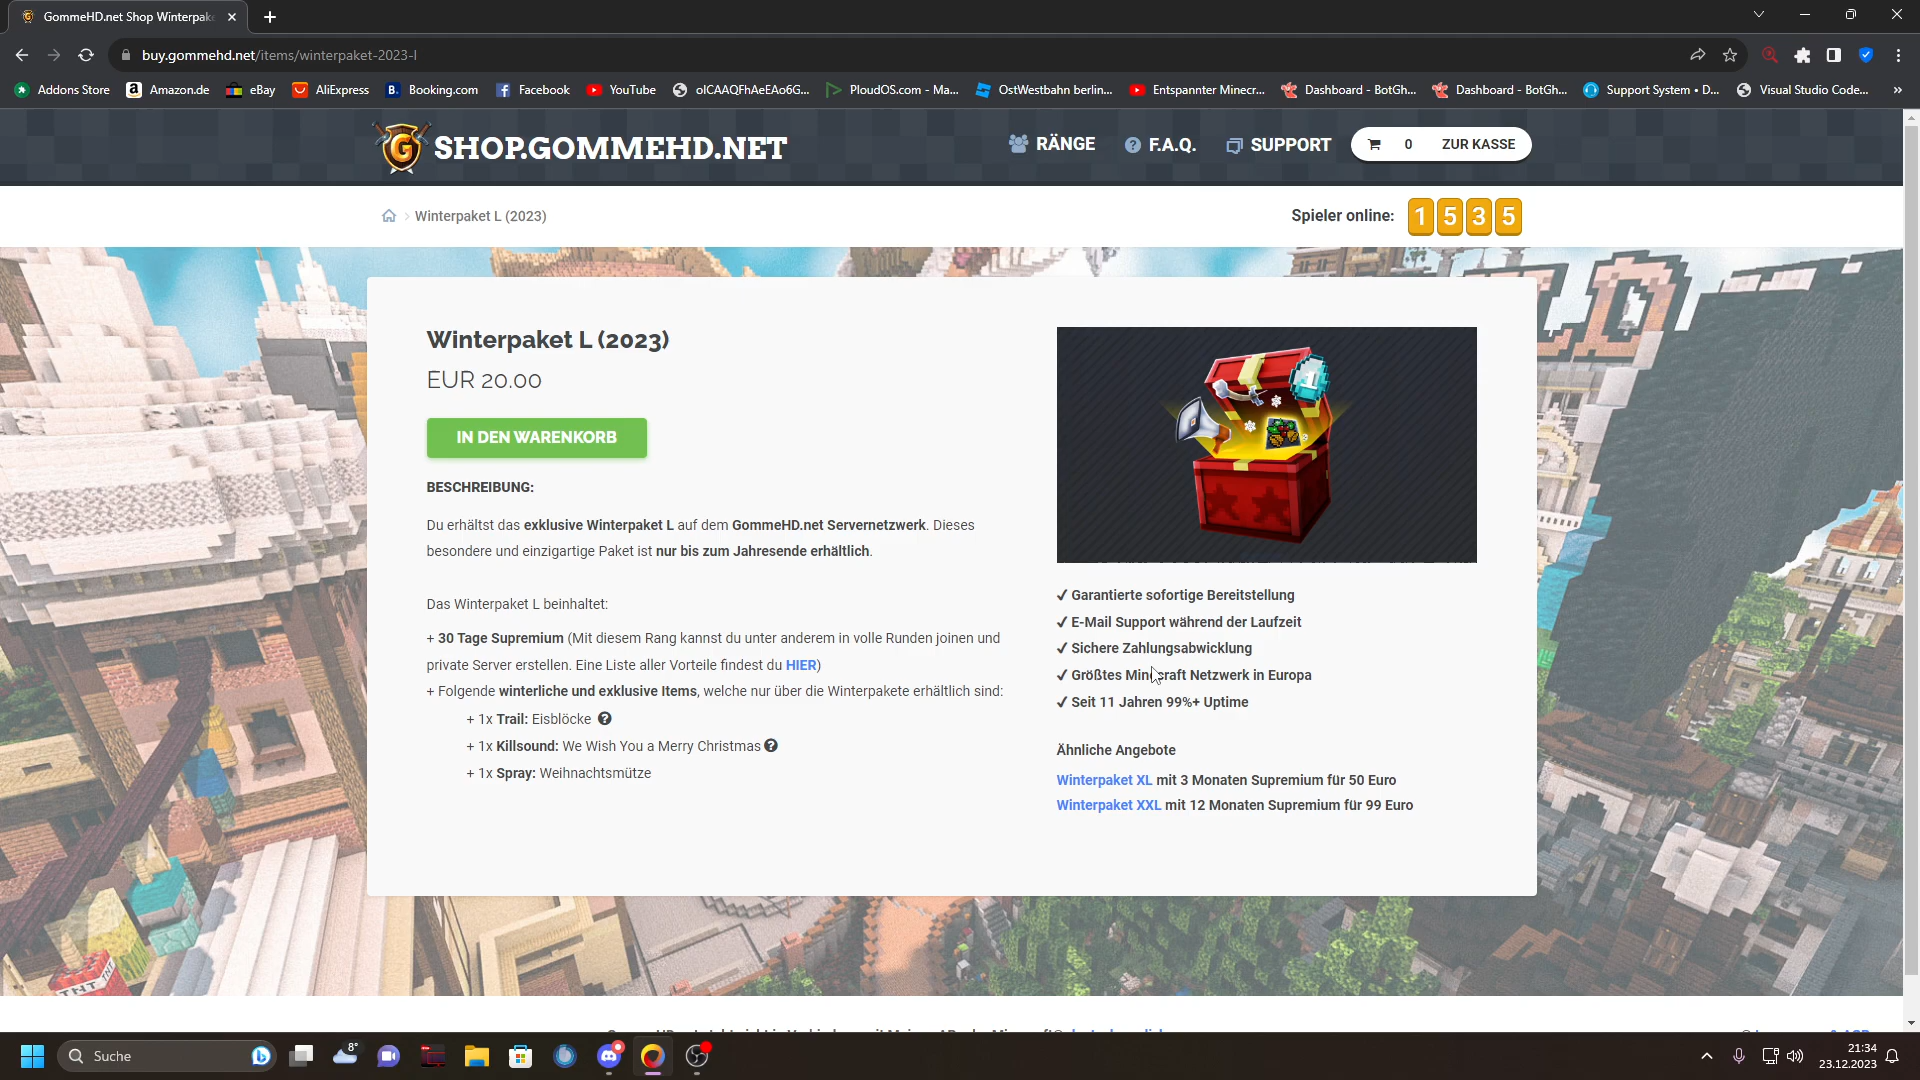 GommeHD.net Shop Winterpak
buy.gommehd.net/items/winterpaket-2023-l
Addons Store
Amazon.de
eBay
AliExpress
Booking.com
Facebook
YouTube
oICAAQFhAeEAo6G...
PloudOS.com - Ma...
OstWestbahn berlin...
Entspannter Minecr...
Dashboard - BotGh...
Dashboard - BotGh...
Support System • D...
Visual Studio Code...
SHOP.GOMMEHD.NET
RÄNGE
F.A.Q.
SUPPORT
0 ZUR KASSE
Winterpaket L (2023)
Spieler online: 1535
Winterpaket L (2023)
EUR 20.00
IN DEN WARENKORB
BESCHREIBUNG:
Du erhältst das exklusive Winterpaket L auf dem GommeHD.net Servernetzwerk. Dieses
besondere und einzigartige Paket ist nur bis zum Jahresende erhältlich.
Das Winterpaket L beinhaltet:
+ 30 Tage Supremium (Mit diesem Rang kannst du unter anderem in volle Runden joinen und
private Server erstellen. Eine Liste aller Vorteile findest du HIER)
+ Folgende winterliche und exklusive Items, welche nur über die Winterpakete erhältlich sind:
+ 1x Trail: Eisblöcke
+ 1x Killsound: We Wish You a Merry Christmas
+ 1x Spray: Weihnachtsmütze
1
✓ Garantierte sofortige Bereitstellung
✓ E-Mail Support während der Laufzeit
✓ Sichere Zahlungsabwicklung
✓ Größtes Minecraft Netzwerk in Europa
✓ Seit 11 Jahren 99%+ Uptime
Ähnliche Angebote
Winterpaket XL mit 3 Monaten Supremium für 50 Euro
Winterpaket XXL mit 12 Monaten Supremium für 99 Euro
TNT
Suche
8°
21:34
23.12.2023